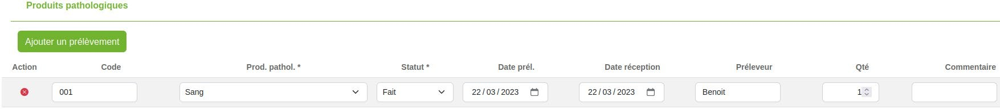 Produits pathologiques
Ajouter un prélèvement
Action Code Prod. pathol. * Statut * Date prél. Date réception Préleveur Qté Commentaire
001 Sang Fait 22/03/2023 22/03/2023 Benoit 1